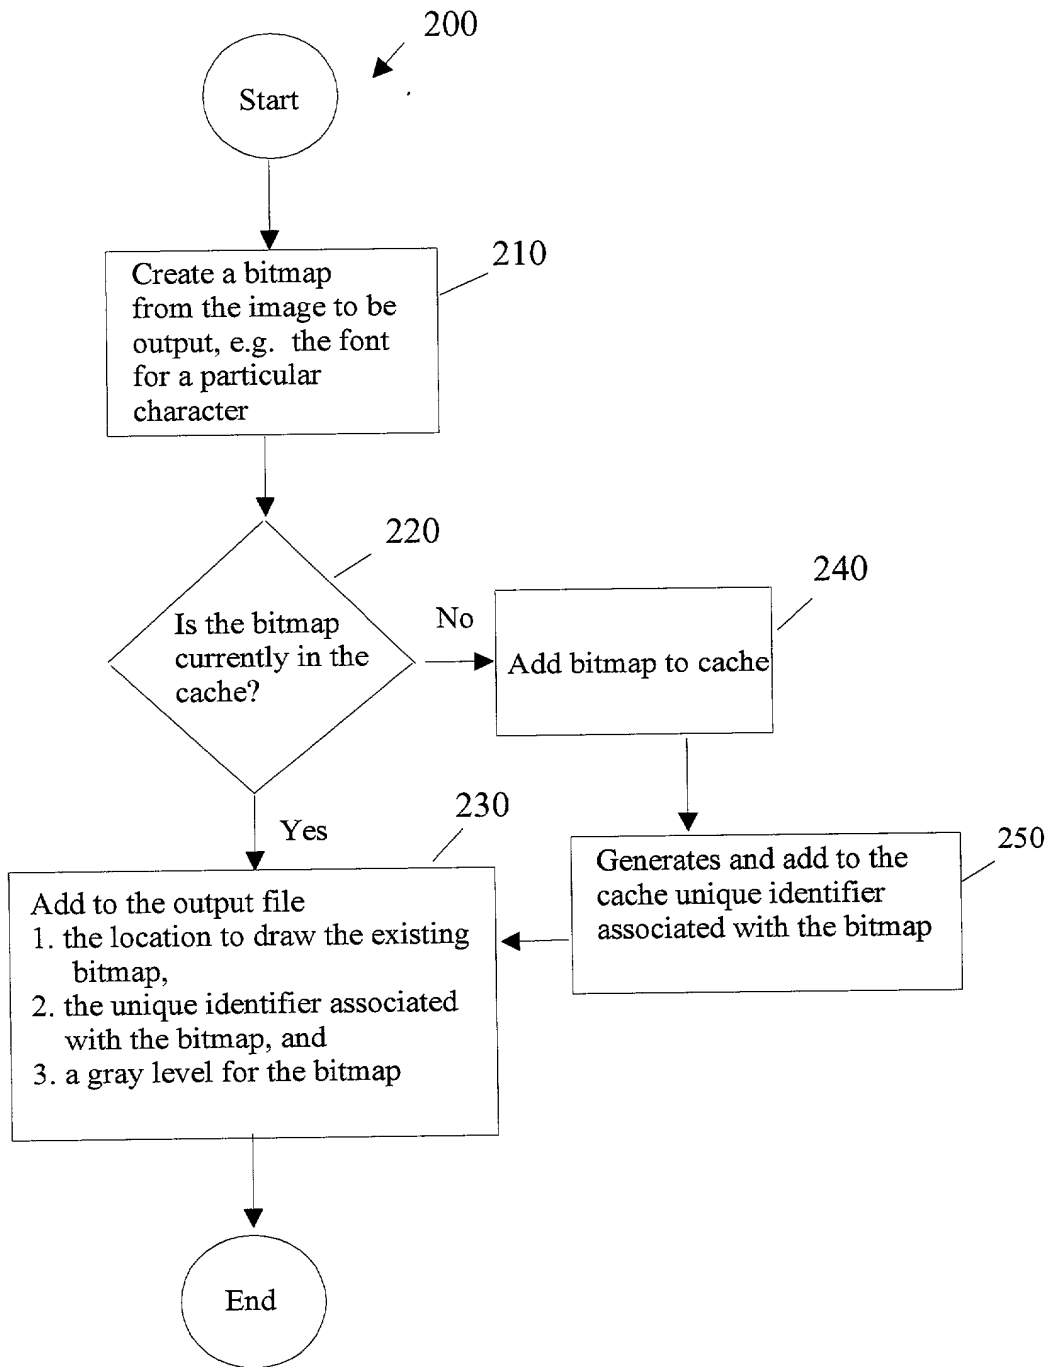 200
Start
210
Create a bitmap
from the image to be
output, e.g. the font
for a particular
character
220
Is the bitmap
currently in the
cache?
No
240
Add bitmap to cache
Yes
230
250
Generates and add to the
cache unique identifier
associated with the bitmap
Add to the output file
1. the location to draw the existing
bitmap,
2. the unique identifier associated
with the bitmap, and
3. a gray level for the bitmap
End